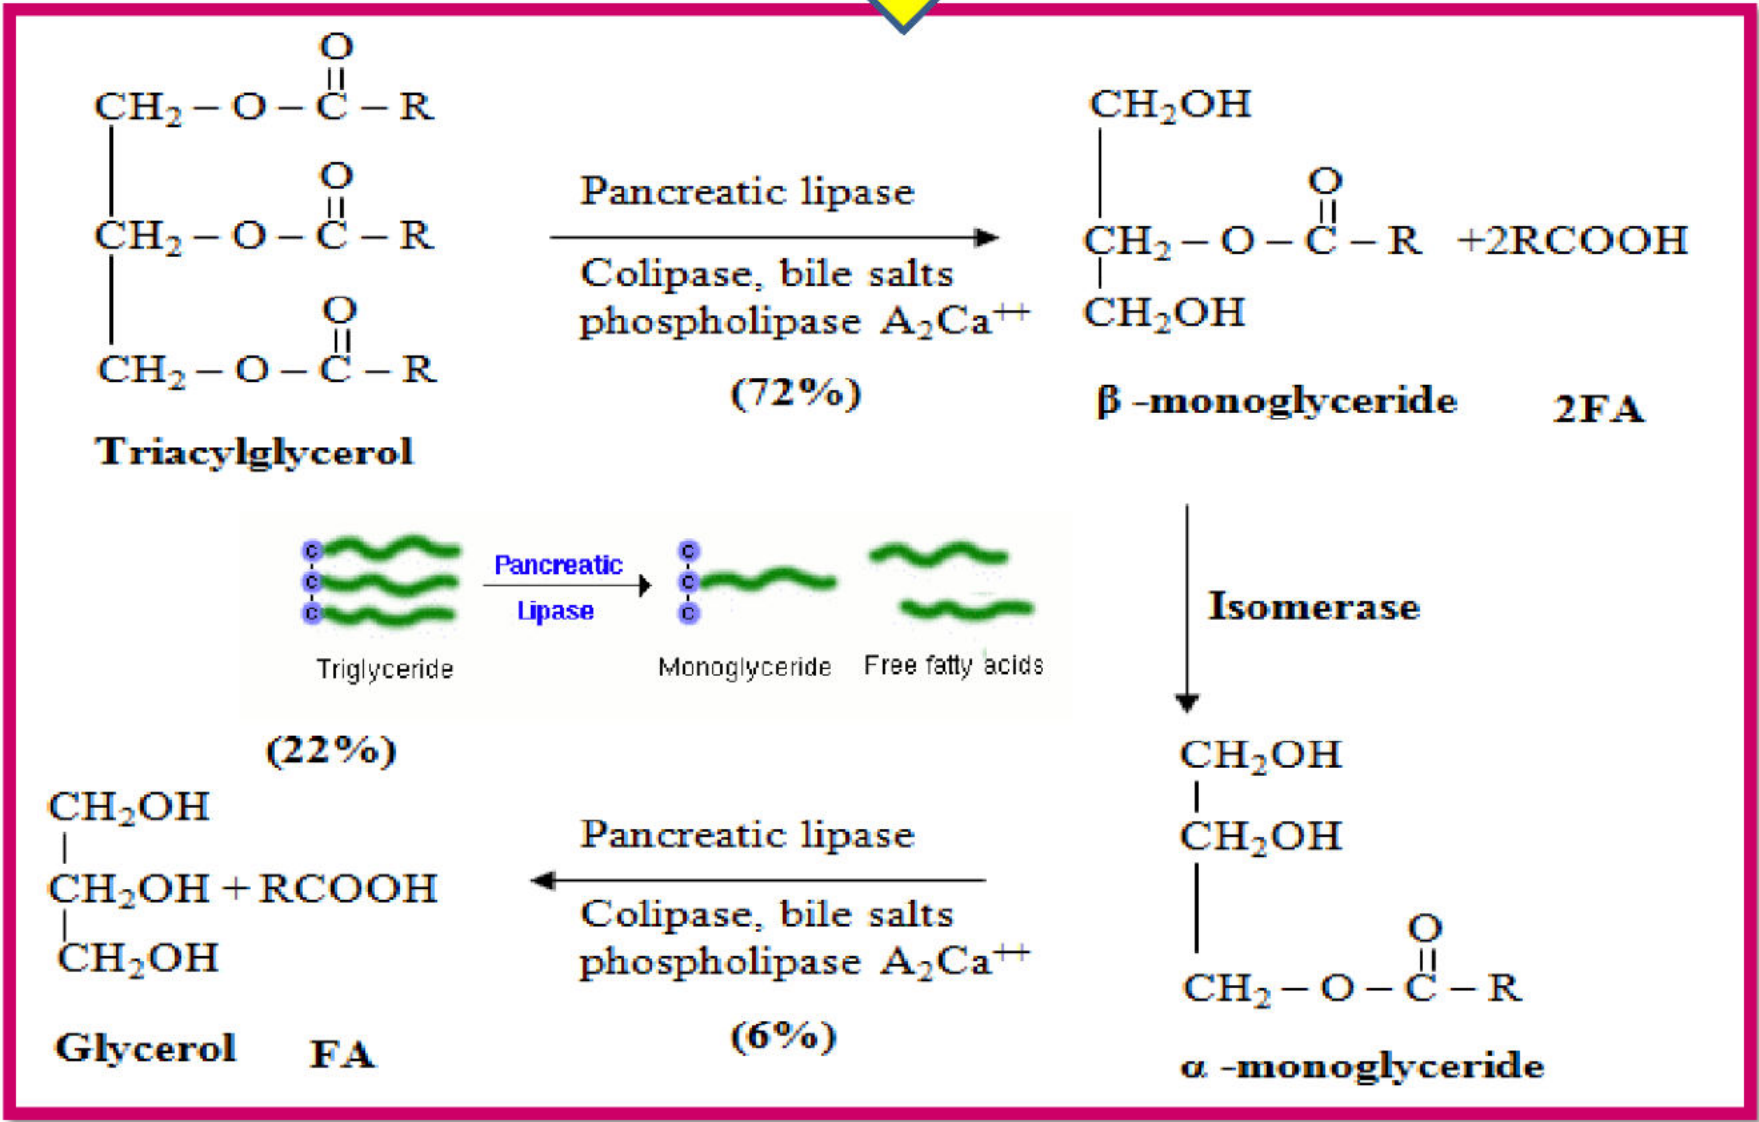 O
CH₂ – O – C – R
O
CH₂ – O – C – R
O
CH₂ – O – C – R
Triacylglycerol
Pancreatic lipase
Colipase, bile salts
phospholipase A₂Ca⁺⁺
(72%)
CH₂OH
O
CH₂ – O – C – R +2RCOOH
CH₂OH
β -monoglyceride 2FA
Isomerase
C
C
C
Triglyceride
Pancreatic
Lipase
C
C
C
Monoglyceride
Free fatty acids
CH₂OH
CH₂OH
O
CH₂ – O – C – R
α -monoglyceride
Pancreatic lipase
Colipase, bile salts
phospholipase A₂Ca⁺⁺
(6%)
(22%)
CH₂OH
CH₂OH + RCOOH
CH₂OH
Glycerol FA